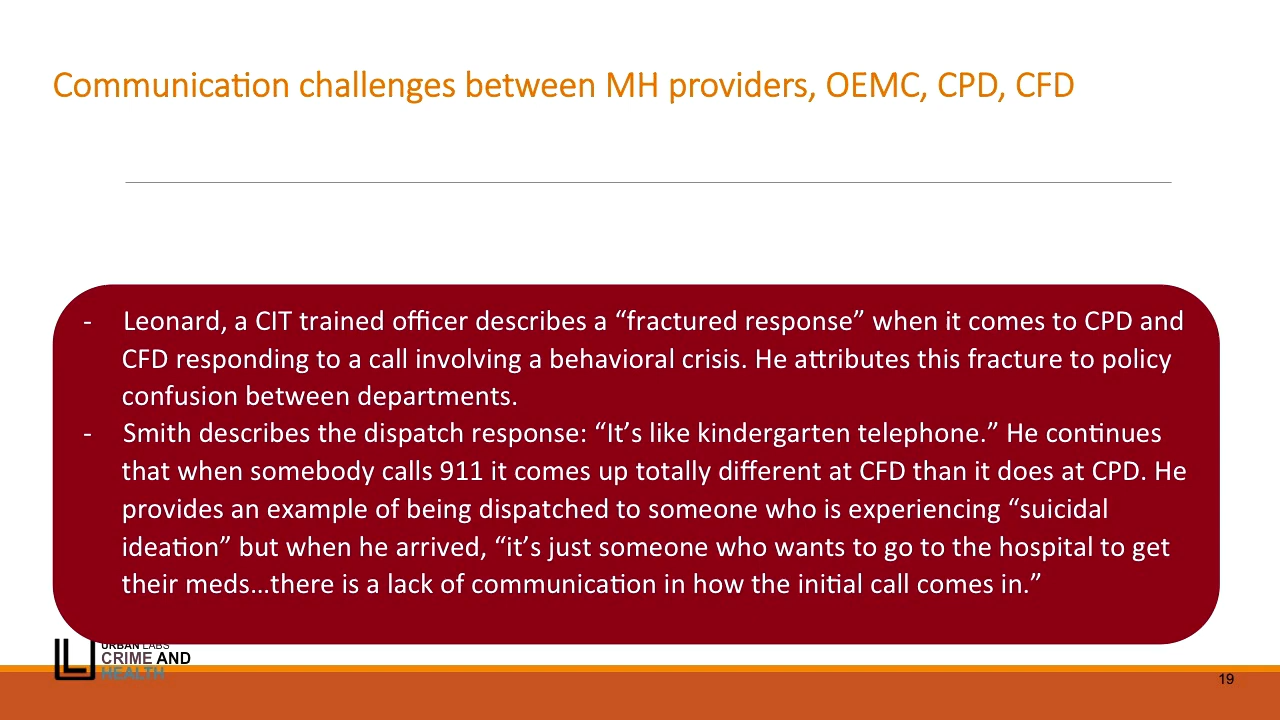 Communication challenges between MH providers, OEMC, CPD, CFD
- Leonard, a CIT trained officer describes a “fractured response” when it comes to CPD and
CFD responding to a call involving a behavioral crisis. He attributes this fracture to policy
confusion between departments.
- Smith describes the dispatch response: “It’s like kindergarten telephone.” He continues
that when somebody calls 911 it comes up totally different at CFD than it does at CPD. He
provides an example of being dispatched to someone who is experiencing “suicidal
ideation” but when he arrived, “it’s just someone who wants to go to the hospital to get
their meds…there is a lack of communication in how the initial call comes in.”
URBAN LABS
CRIME AND
HEALTH
19